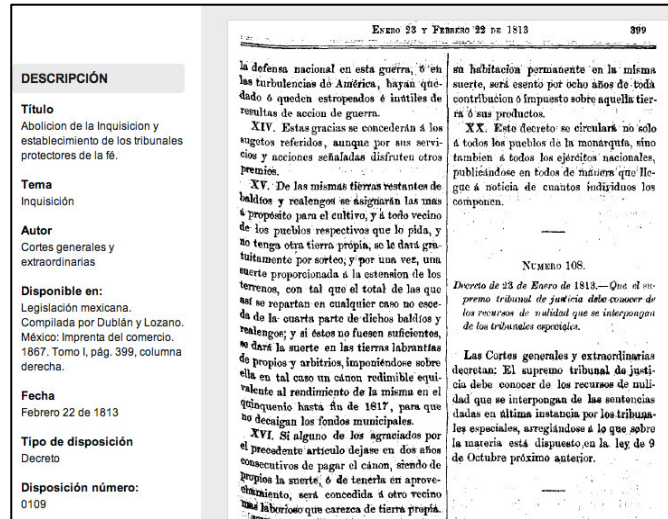 DESCRIPCIÓN
Título
Abolicion de la Inquisicion y
establecimiento de los tribunales
protectores de la fé.
Tema
Inquisición
Autor
Cortes generales y
extraordinarias
Disponible en:
Legislación mexicana.
Compilada por Dublán y Lozano.
México: Imprenta del comercio.
1867. Tomo I, pág. 399, columna
derecha.
Fecha
Febrero 22 de 1813
Tipo de disposición
Decreto
Disposición número:
0109
ENERO 23 Y FEBRERO 22 DE 1813 399
la defensa nacional en esta guerra, ó en
las turbulencias de América, hayan que-
dado ó queden estropeados é inútiles de
resultas de accion de guerra.
XIV. Estas gracias se concederán á los
sugetos referidos, aunque por sus servi-
cios y acciones señaladas disfruten otros
premios.
XV. De las mismas tierras restantes de
baldíos y realengos se asignarán las mas
á propósito para el cultivo, y á todo vecino
de los pueblos respectivos que lo pida, y
no tenga otra tierra propia, se le dará gra-
tuitamente por sorteo, y por una vez, una
suerte proporcionada á la estension de los
terrenos, con tal que el total de las que
así se repartan en cualquier caso no esce-
da de la cuarta parte de dichos baldíos y
realengos; y si éstos no fuesen suficientes,
se dará la suerte en las tierras labrantías
de propios y arbitrios, imponiéndose sobre
ella en tal caso un cánon redimible equi-
valente al rendimiento de la misma en el
quinquenio hasta fin de 1817, para que
no decaigan los fondos municipales.
XVI. Si alguno de los agraciados por
el precedente artículo dejase en dos años
consecutivos de pagar el cánon, siendo de
propios la suerte, ó de tenerla en aprove-
chamiento, será concedida á otro vecino
mas laborioso que carezca de tierra propia.
su habitacion permanente en la misma
suerte, será esento por ocho años de toda
contribucion ó impuesto sobre aquella tier-
ra ó sus productos.
XX. Este decreto se circulará no solo
á todos los pueblos de la monarquía, sino
tambien á todos los ejércitos nacionales,
publicándose en todos de manera que lle-
gue á noticia de cuantos individuos los
componen.
NUMERO 108.
Decreto de 23 de Enero de 1813.—Que el su-
premo tribunal de justicia debe conocer de
los recursos de nulidad que se interpongan
de los tribunales especiales.
Las Cortes generales y extraordinarias
decretan: El supremo tribunal de justi-
cia debe conocer de los recursos de nuli-
dad que se interpongan de las sentencias
dadas en última instancia por los tribuna-
les especiales, arreglándose á lo que sobre
la materia está dispuesto en la ley de 9
de Octubre próximo anterior.